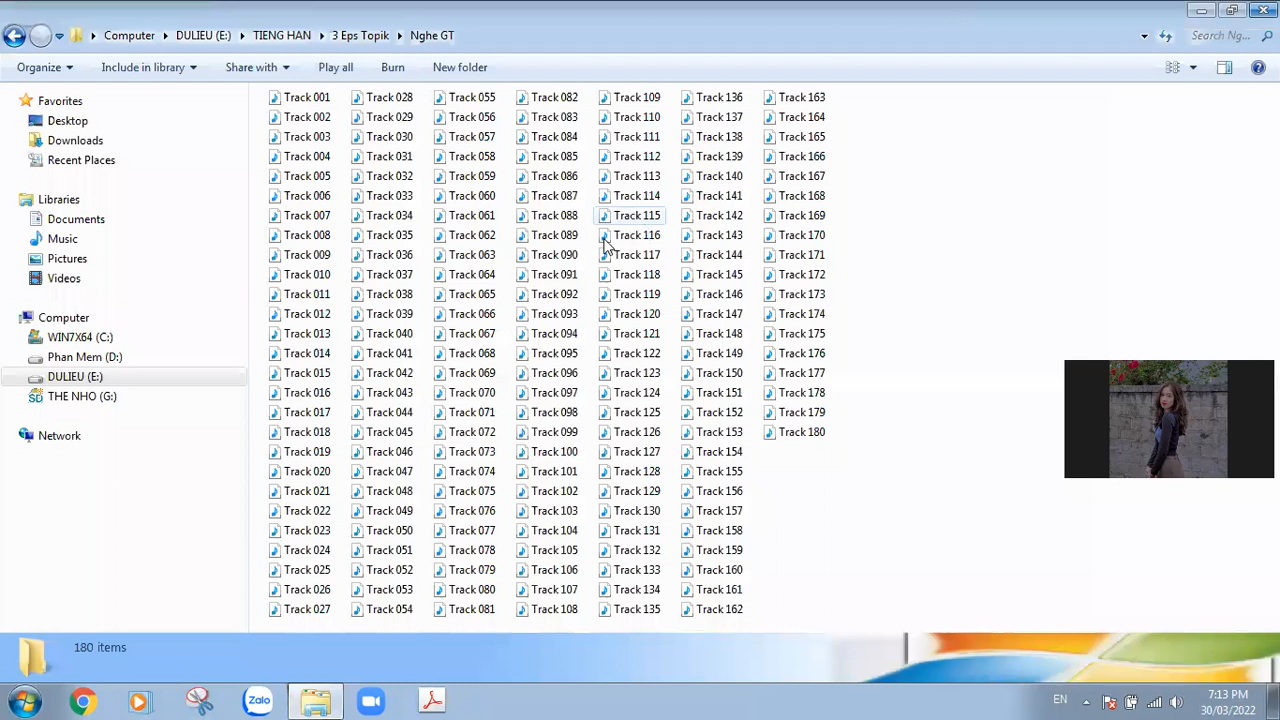 Computer DULIEU (E:) TIENG HAN 3 Eps Topik Nghe GT Search Ng...
Organize Include in library Share with Play all Burn New folder
Favorites
Desktop
Downloads
Recent Places
Libraries
Documents
Music
Pictures
Videos
Computer
WIN7X64 (C:)
Phan Mem (D:)
DULIEU (E:)
THE NHO (G:)
Network
Track 001
Track 002
Track 003
Track 004
Track 005
Track 006
Track 007
Track 008
Track 009
Track 010
Track 011
Track 012
Track 013
Track 014
Track 015
Track 016
Track 017
Track 018
Track 019
Track 020
Track 021
Track 022
Track 023
Track 024
Track 025
Track 026
Track 027
Track 028
Track 029
Track 030
Track 031
Track 032
Track 033
Track 034
Track 035
Track 036
Track 037
Track 038
Track 039
Track 040
Track 041
Track 042
Track 043
Track 044
Track 045
Track 046
Track 047
Track 048
Track 049
Track 050
Track 051
Track 052
Track 053
Track 054
Track 055
Track 056
Track 057
Track 058
Track 059
Track 060
Track 061
Track 062
Track 063
Track 064
Track 065
Track 066
Track 067
Track 068
Track 069
Track 070
Track 071
Track 072
Track 073
Track 074
Track 075
Track 076
Track 077
Track 078
Track 079
Track 080
Track 081
Track 082
Track 083
Track 084
Track 085
Track 086
Track 087
Track 088
Track 089
Track 090
Track 091
Track 092
Track 093
Track 094
Track 095
Track 096
Track 097
Track 098
Track 099
Track 100
Track 101
Track 102
Track 103
Track 104
Track 105
Track 106
Track 107
Track 108
Track 109
Track 110
Track 111
Track 112
Track 113
Track 114
Track 115
Track 116
Track 117
Track 118
Track 119
Track 120
Track 121
Track 122
Track 123
Track 124
Track 125
Track 126
Track 127
Track 128
Track 129
Track 130
Track 131
Track 132
Track 133
Track 134
Track 135
Track 136
Track 137
Track 138
Track 139
Track 140
Track 141
Track 142
Track 143
Track 144
Track 145
Track 146
Track 147
Track 148
Track 149
Track 150
Track 151
Track 152
Track 153
Track 154
Track 155
Track 156
Track 157
Track 158
Track 159
Track 160
Track 161
Track 162
Track 163
Track 164
Track 165
Track 166
Track 167
Track 168
Track 169
Track 170
Track 171
Track 172
Track 173
Track 174
Track 175
Track 176
Track 177
Track 178
Track 179
Track 180
180 items
Zalo
EN
7:13 PM
30/03/2022